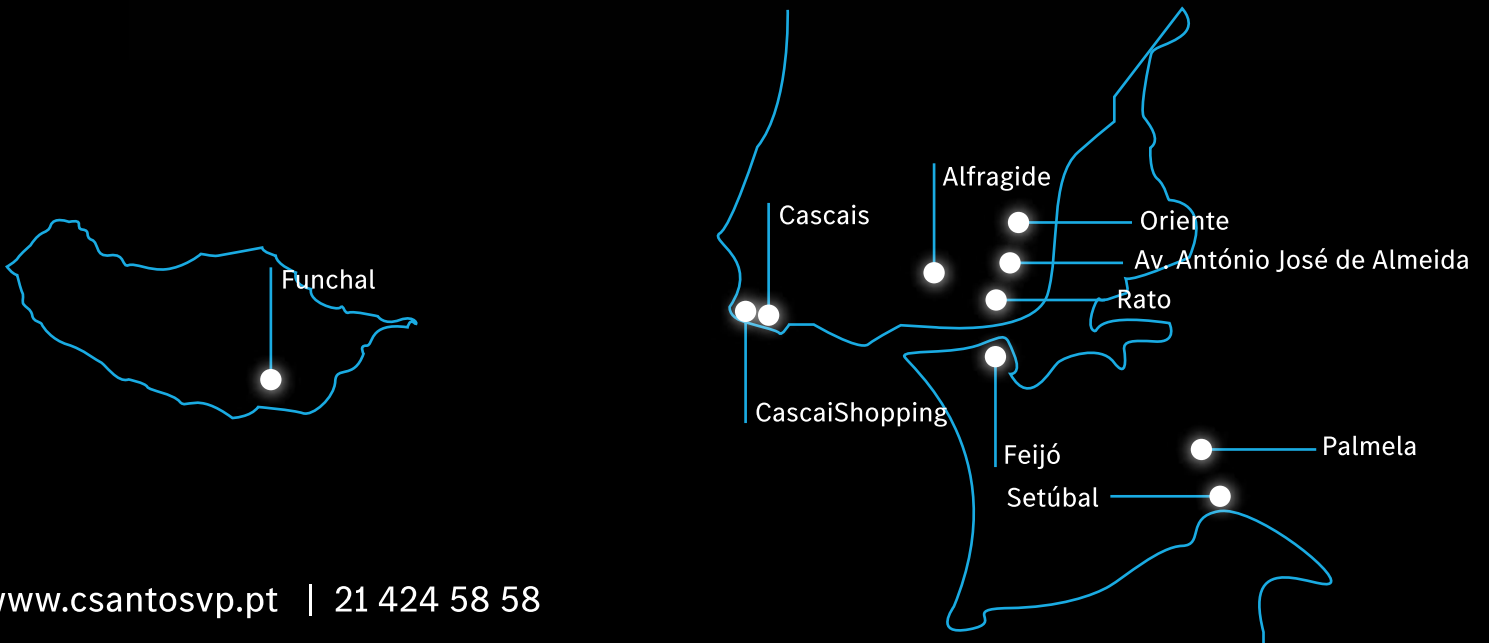 Alfragide
Cascais
Oriente
Av. António José de Almeida
Funchal
Rato
CascaiShopping
Feijó
Palmela
Setúbal
www.csantosvp.pt | 21 424 58 58